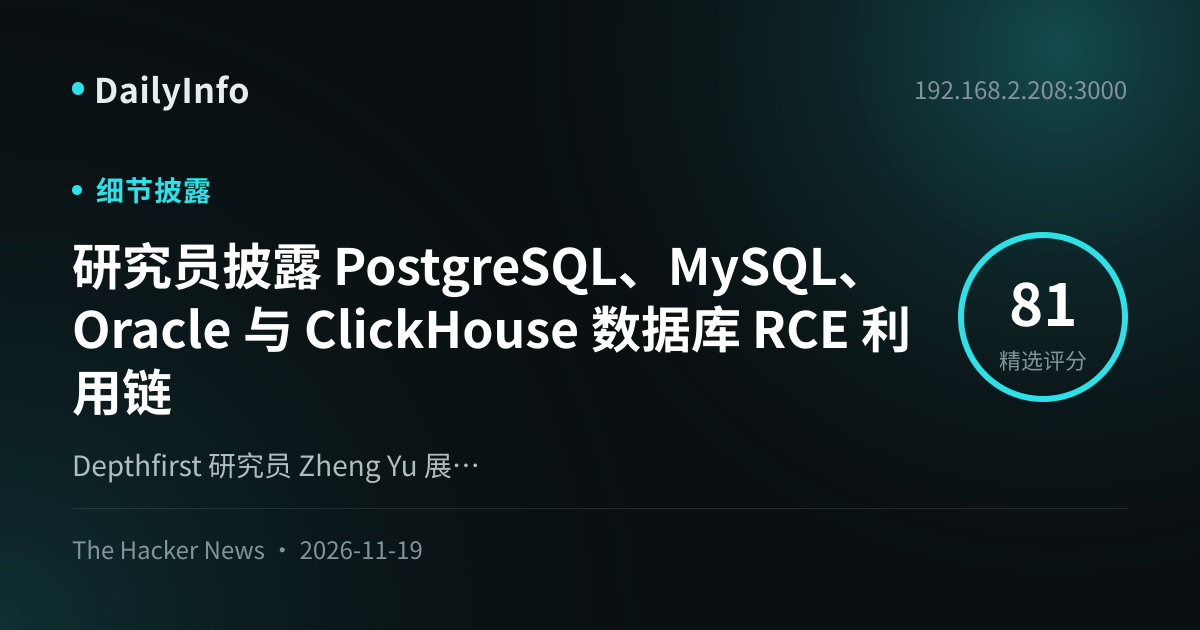 DailyInfo
192.168.2.208:3000
细节披露
研究员披露 PostgreSQL、MySQL、
Oracle 与 ClickHouse 数据库 RCE 利
用链
81
精选评分
Depthfirst 研究员 Zheng Yu 展…
The Hacker News · 2026-11-19